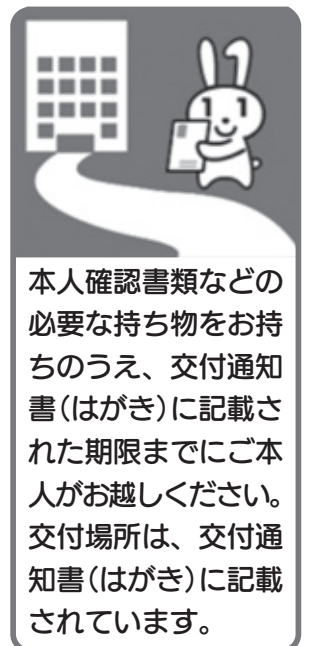 本人確認書類などの
必要な持ち物をお持
ちのうえ、交付通知
書(はがき)に記載さ
れた期限までにご本
人がお越しください。
交付場所は、交付通
知書(はがき)に記載
されています。